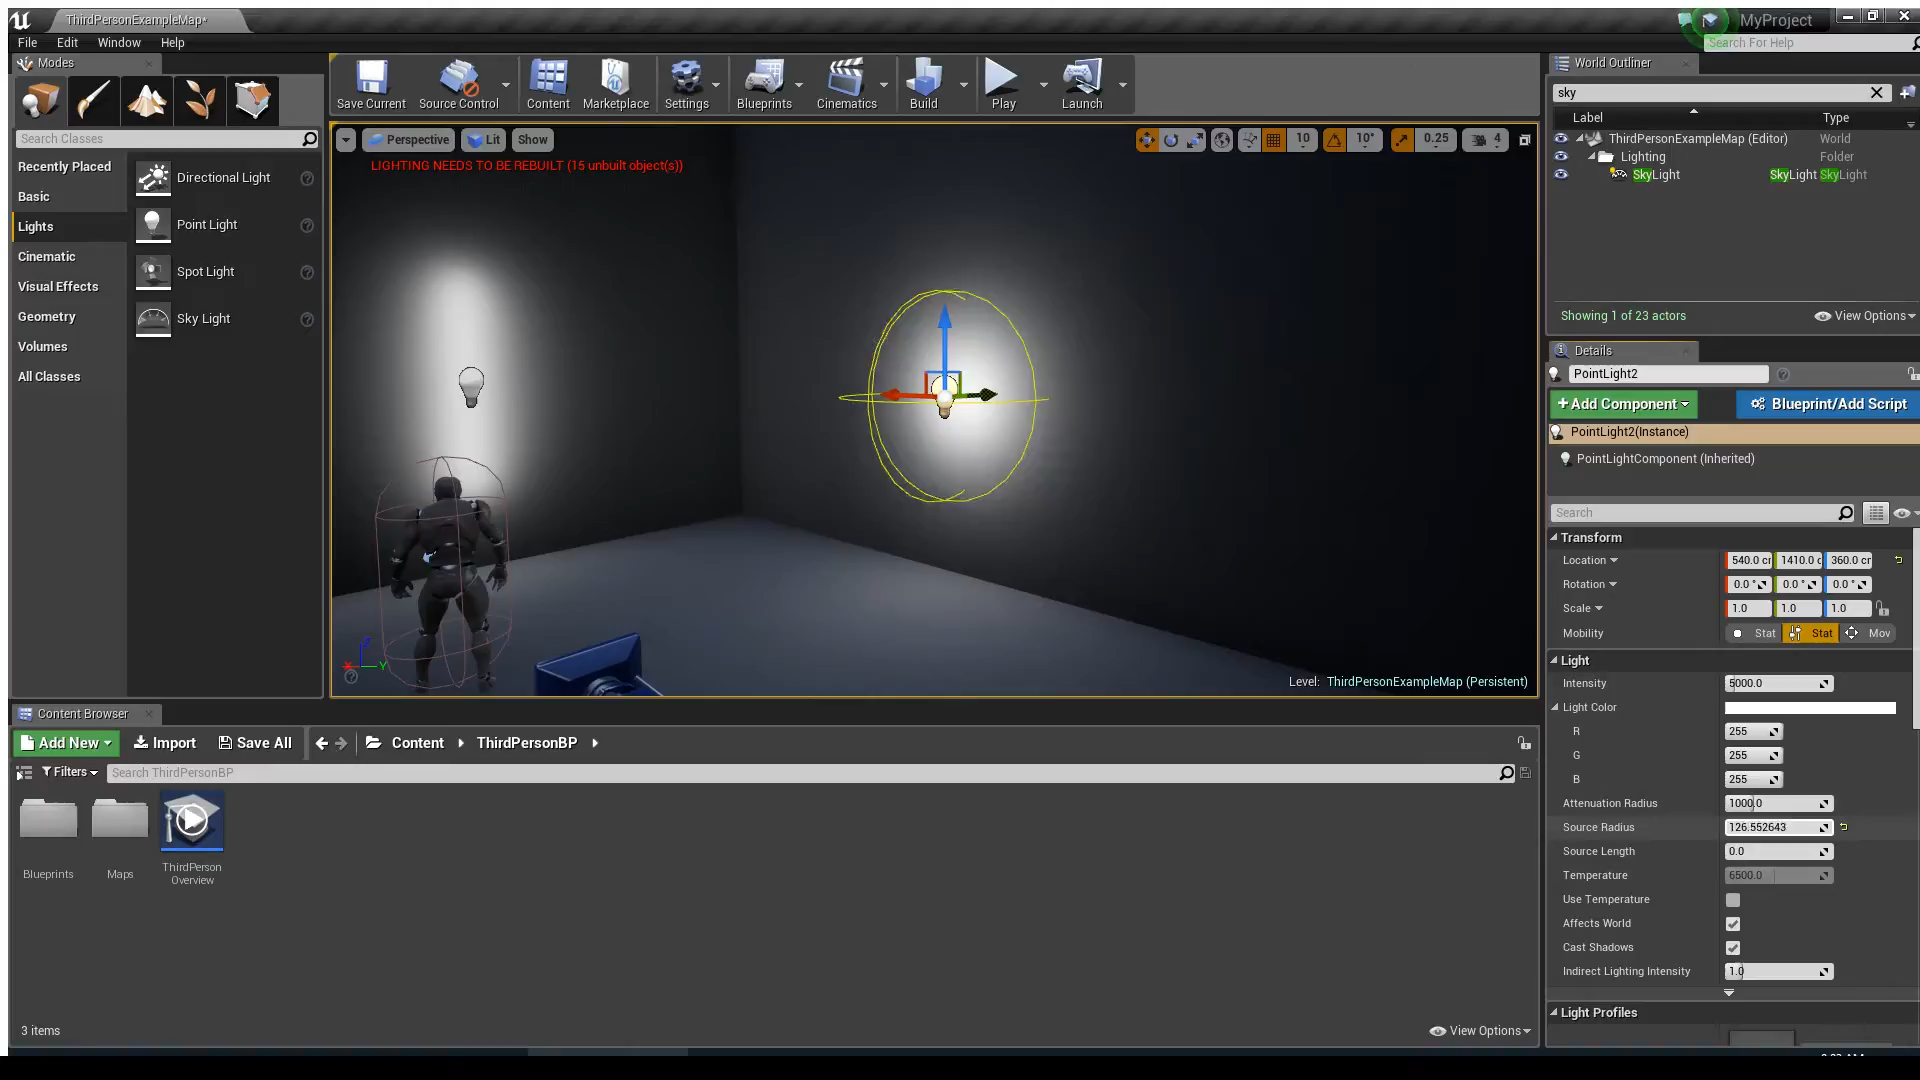 ThirdPersonExampleMap*
MyProject
File Edit Window Help
Search For Help
Modes
Save Current
Source Control
Content
Marketplace
Settings
Blueprints
Cinematics
Build
Play
Launch
Search Classes
Recently Placed
Basic
Lights
Cinematic
Visual Effects
Geometry
Volumes
All Classes
Directional Light
Point Light
Spot Light
Sky Light
Perspective
Lit
Show
10
10°
0.25
4
LIGHTING NEEDS TO BE REBUILT (15 unbuilt object(s))
X
Y
Z
Level: ThirdPersonExampleMap (Persistent)
World Outliner
sky
Label Type
ThirdPersonExampleMap (Editor) World
Lighting Folder
SkyLight SkyLight SkyLight
Showing 1 of 23 actors
View Options
Details
PointLight2
+Add Component
Blueprint/Add Script
PointLight2(Instance)
PointLightComponent (Inherited)
Search
Transform
Location 540.0 cr 1410.0 c 360.0 cr
Rotation 0.0 ° 0.0 ° 0.0 °
Scale 1.0 1.0 1.0
Mobility Stat Stat Mov
Light
Intensity 5000.0
Light Color
R 255
G 255
B 255
Attenuation Radius 1000.0
Source Radius 126.552643
Source Length 0.0
Temperature 6500.0
Use Temperature
Affects World
Cast Shadows
Indirect Lighting Intensity 1.0
Light Profiles
Content Browser
Add New
Import
Save All
Content
ThirdPersonBP
Filters
Search ThirdPersonBP
Blueprints
Maps
ThirdPerson
Overview
3 items
View Options